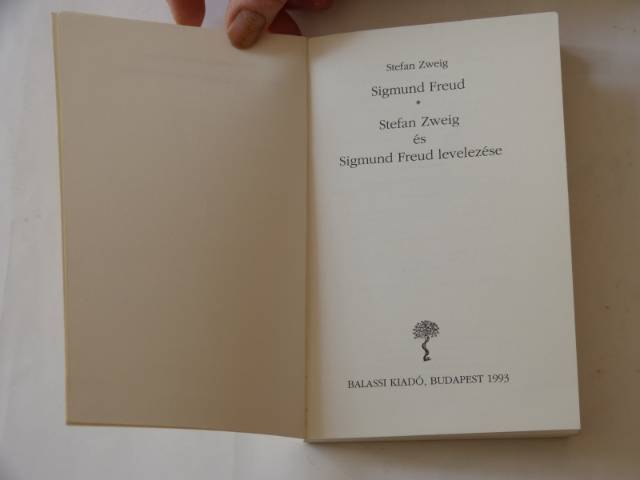 Stefan Zweig
Sigmund Freud
*
Stefan Zweig
és
Sigmund Freud levelezése
BALASSI KIADÓ, BUDAPEST 1993